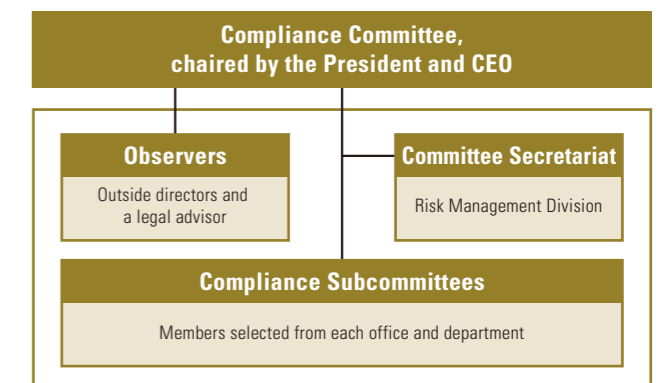 Compliance Committee,
chaired by the President and CEO
Observers
Outside directors and
a legal advisor
Committee Secretariat
Risk Management Division
Compliance Subcommittees
Members selected from each office and department